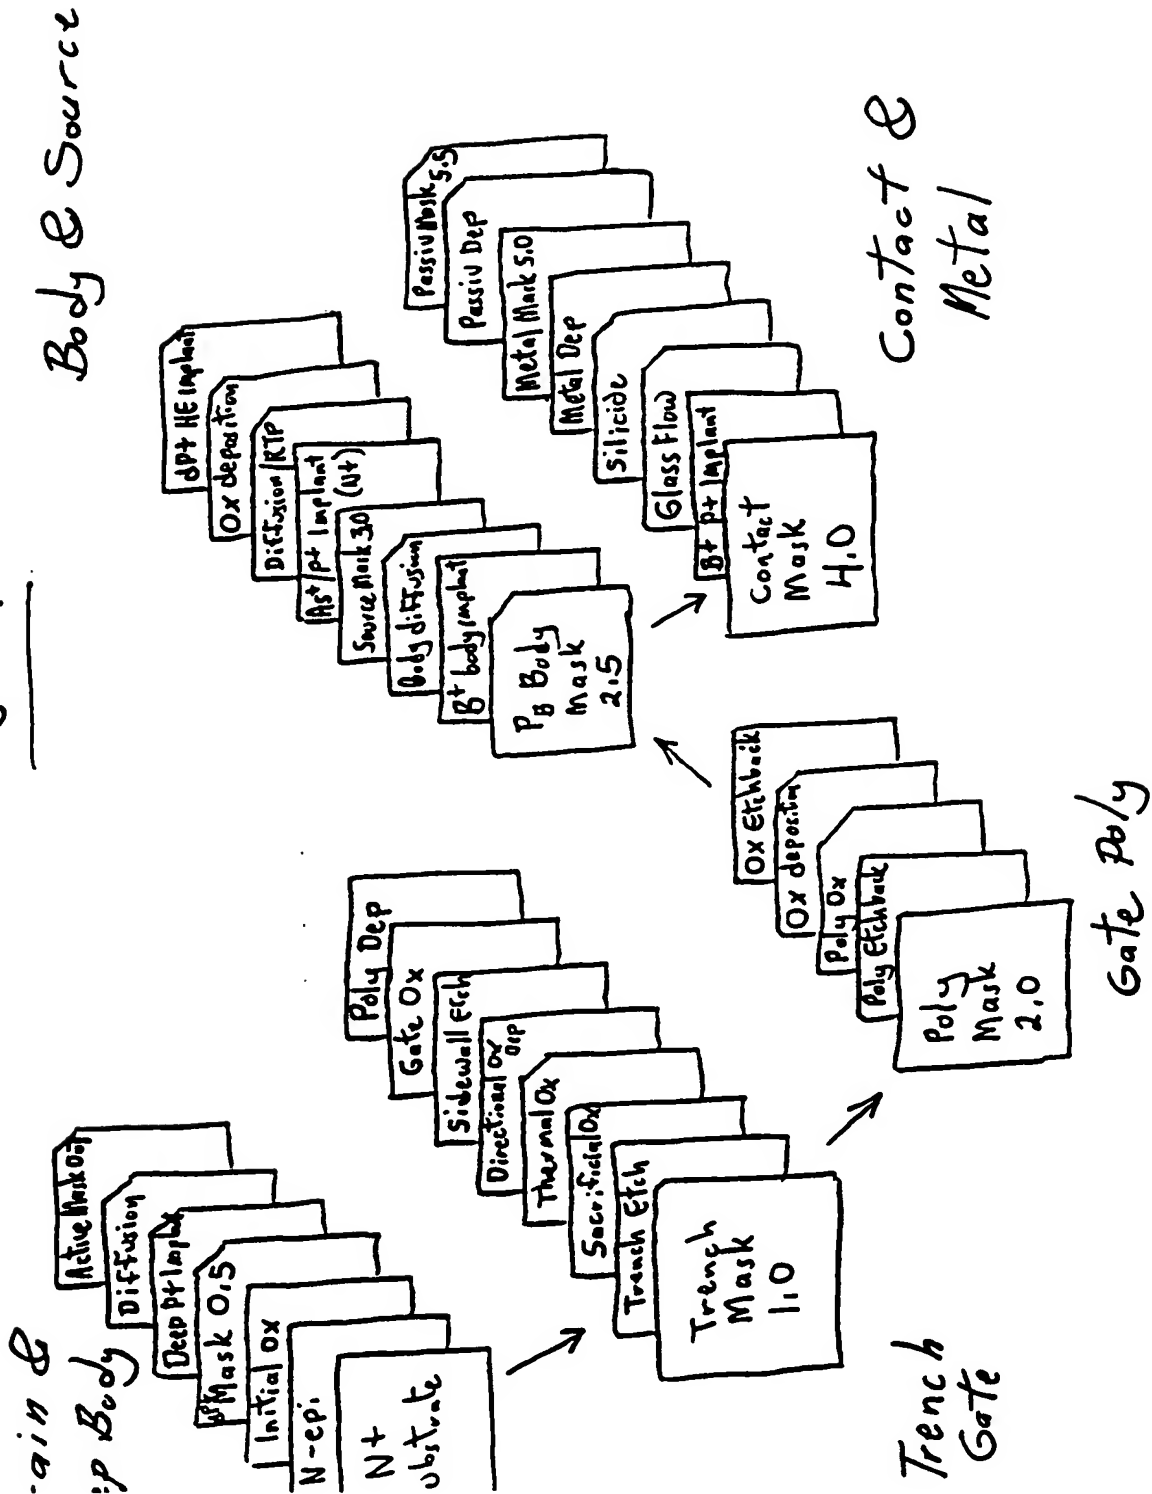 ain &
ep Body
N+
ubstrate
N-epi
Initial Ox
Mask 0.5
Deep P+ Implant
Diffusion
Active Mask Out
Trench
Gate
Trench
Mask
1.0
Trench Etch
Sacrificial Ox
Thermal Ox
Directional Ox
Dep
Sidewall Etch
Gate Ox
Poly Dep
Gate Poly
Poly
Mask
2.0
Poly Etchback
Poly Ox
Ox deposition
Ox Etchback
Body & Source
PB Body
Mask
2.5
B+ body implant
Body diffusion
Source Mask 3.0
As+/P+ Implant
(N+)
Diffusion/RTP
Ox deposition
dP+ HE Implant
Contact &
Metal
Contact
Mask
4.0
B+ P+ Implant
Glass Flow
Silicide
Metal Dep
Metal Mask 5.0
Passiv Dep
Passiv Mask
5.5